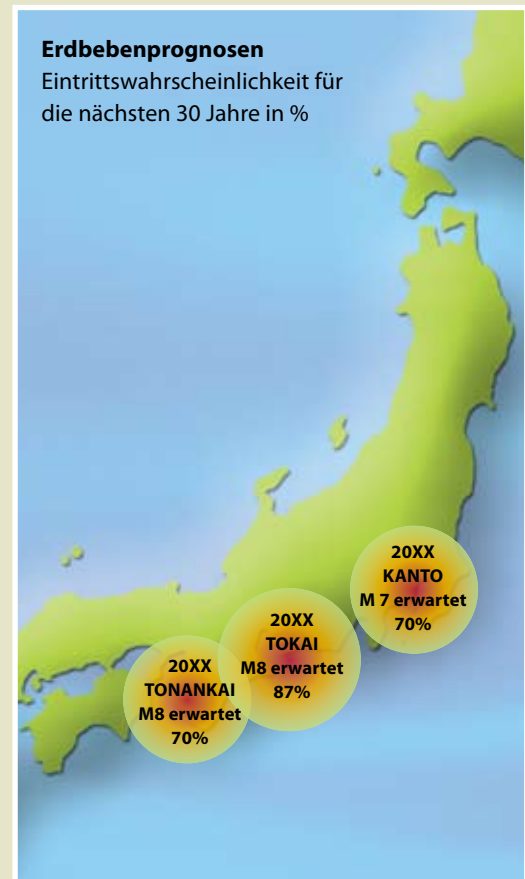 Erdbebenprognosen
Eintrittswahrscheinlichkeit für
die nächsten 30 Jahre in %
20XX
KANTO
M 7 erwartet
70%
20XX
TOKAI
M8 erwartet
87%
20XX
TONANKAI
M8 erwartet
70%